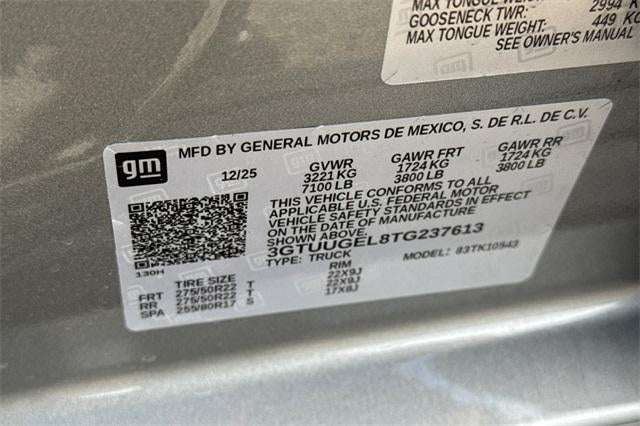 MAX TONGUE WEIGHT 2994 K
GOOSENECK TWR: 449 KG
MAX TONGUE WEIGHT:
SEE OWNER'S MANUAL
gm
MFD BY GENERAL MOTORS DE MEXICO, S. DE R.L. DE C.V.
12/25 GVWR GAWR FRT GAWR RR
3221 KG 1724 KG 1724 KG
7100 LB 3800 LB 3800 LB
THIS VEHICLE CONFORMS TO ALL
APPLICABLE U.S. FEDERAL MOTOR
VEHICLE SAFETY STANDARDS IN EFFECT
ON THE DATE OF MANUFACTURE
SHOWN ABOVE
3GTUUGEL8TG237613
TYPE: TRUCK MODEL: 83TK10543
130H
TIRE SIZE RIM
FRT 275/50R22 T 22X9J
RR 275/50R22 T 22X9J
SPA 255/80R17 S 17X8J